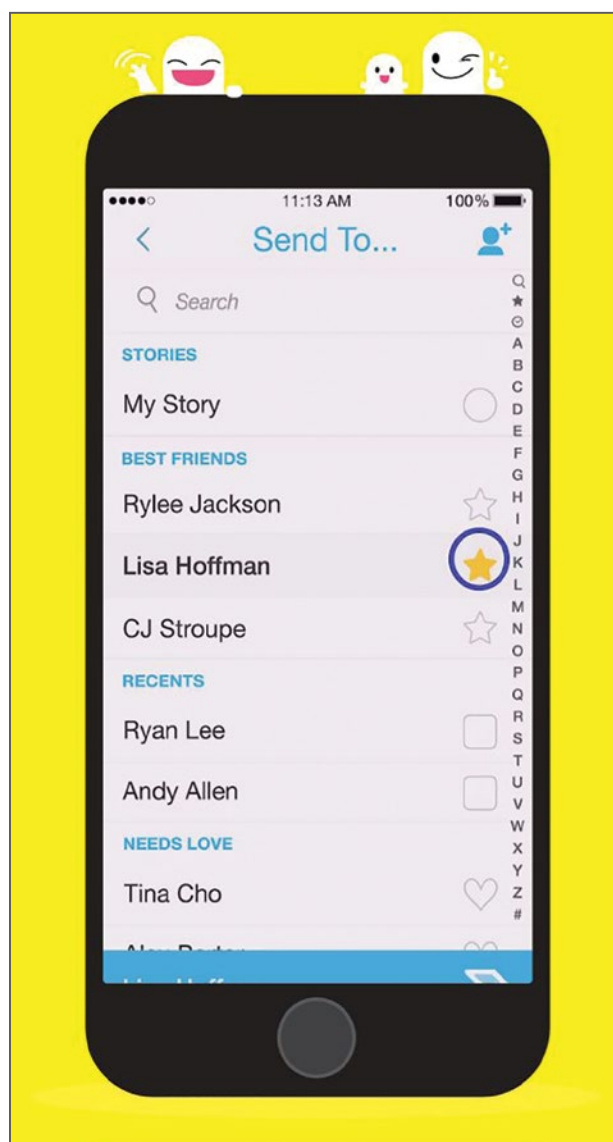 11:13 AM 100%
Send To...
Search
STORIES
My Story
BEST FRIENDS
Rylee Jackson
Lisa Hoffman
CJ Stroupe
RECENTS
Ryan Lee
Andy Allen
NEEDS LOVE
Tina Cho
A
B
C
D
E
F
G
H
I
J
K
L
M
N
O
P
Q
R
S
T
U
V
W
X
Y
Z
#